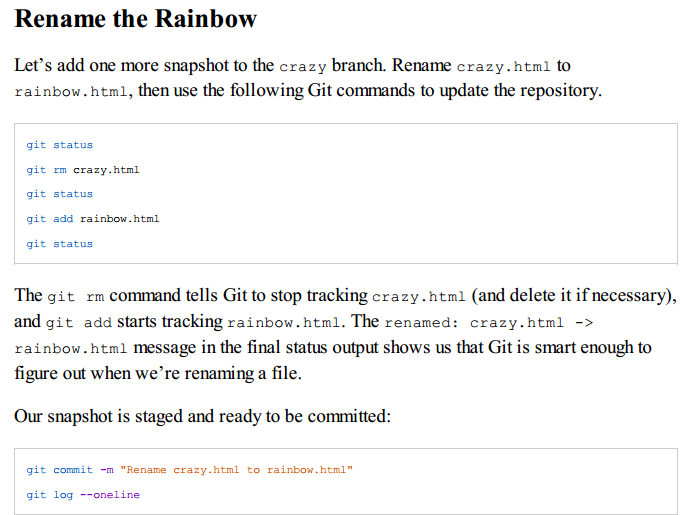 Rename the Rainbow
Let’s add one more snapshot to the crazy branch. Rename crazy.html to
rainbow.html, then use the following Git commands to update the repository.
git status
git rm crazy.html
git status
git add rainbow.html
git status
The git rm command tells Git to stop tracking crazy.html (and delete it if necessary),
and git add starts tracking rainbow.html. The renamed: crazy.html ->
rainbow.html message in the final status output shows us that Git is smart enough to
figure out when we’re renaming a file.
Our snapshot is staged and ready to be committed:
git commit -m "Rename crazy.html to rainbow.html"
git log --oneline